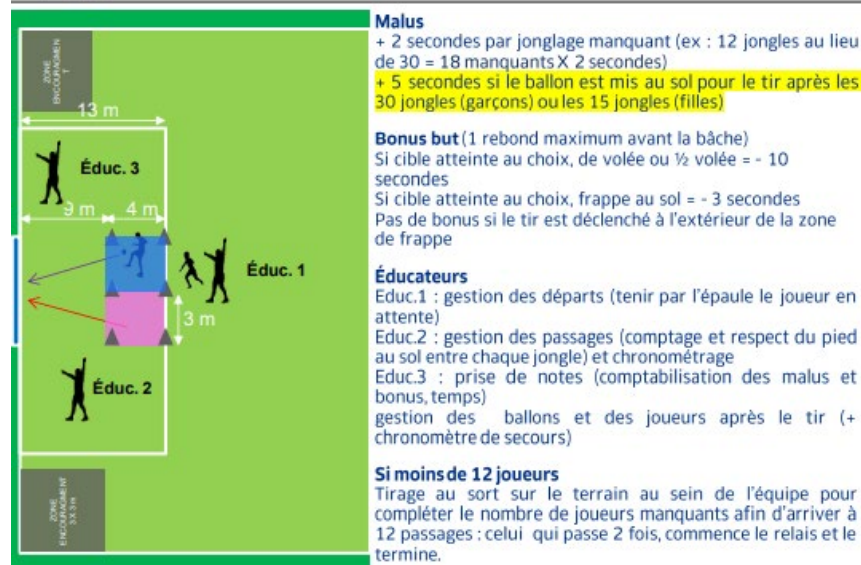 ZONE
ENCOURAGMEN
T
13 m
Éduc. 3
9 m
4 m
Éduc. 1
3 m
Éduc. 2
ZONE
ENCOURAGMENT
3 X 3 m
Malus
+ 2 secondes par jonglage manquant (ex : 12 jongles au lieu
de 30 = 18 manquants X 2 secondes)
+ 5 secondes si le ballon est mis au sol pour le tir après les
30 jongles (garçons) ou les 15 jongles (filles)
Bonus but (1 rebond maximum avant la bâche)
Si cible atteinte au choix, de volée ou ½ volée = - 10
secondes
Si cible atteinte au choix, frappe au sol = - 3 secondes
Pas de bonus si le tir est déclenché à l'extérieur de la zone
de frappe
Éducateurs
Educ.1 : gestion des départs (tenir par l'épaule le joueur en
attente)
Educ.2 : gestion des passages (comptage et respect du pied
au sol entre chaque jongle) et chronométrage
Educ.3 : prise de notes (comptabilisation des malus et
bonus, temps)
gestion des ballons et des joueurs après le tir (+
chronomètre de secours)
Si moins de 12 joueurs
Tirage au sort sur le terrain au sein de l'équipe pour
compléter le nombre de joueurs manquants afin d'arriver à
12 passages : celui qui passe 2 fois, commence le relais et le
termine.